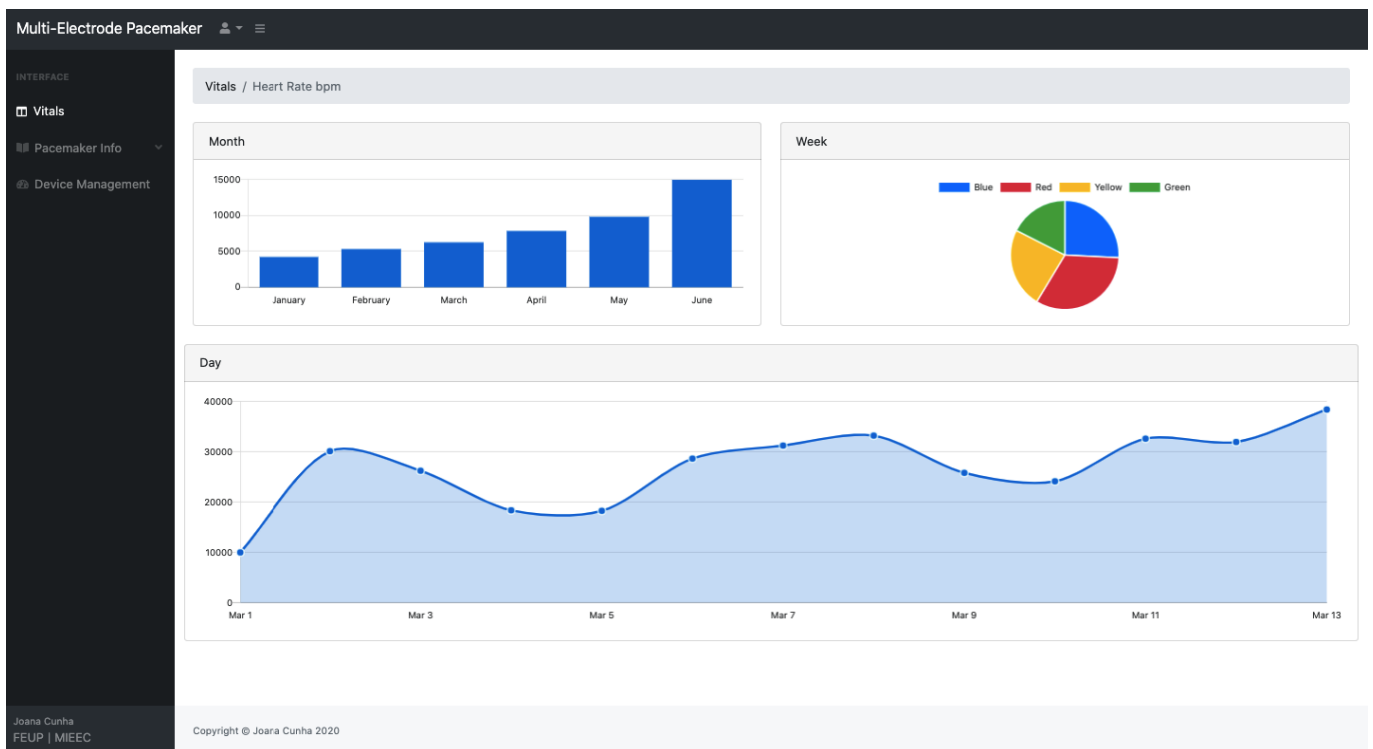 Multi-Electrode Pacemaker
INTERFACE
Vitals
Pacemaker Info
Device Management
Vitals / Heart Rate bpm
Month
15000
10000
5000
0
January February March April May June
Week
Blue Red Yellow Green
Day
40000
30000
20000
10000
0
Mar 1 Mar 3 Mar 5 Mar 7 Mar 9 Mar 11 Mar 13
Joana Cunha
FEUP | MIEEC
Copyright © Joara Cunha 2020